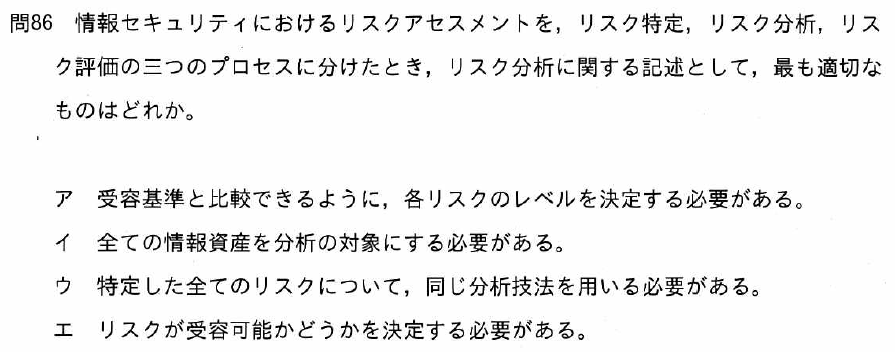 問86 情報セキュリティにおけるリスクアセスメントを，リスク特定，リスク分析，リス
ク評価の三つのプロセスに分けたとき，リスク分析に関する記述として，最も適切な
ものはどれか。
ア 受容基準と比較できるように，各リスクのレベルを決定する必要がある。
イ 全ての情報資産を分析の対象にする必要がある。
ウ 特定した全てのリスクについて，同じ分析技法を用いる必要がある。
エ リスクが受容可能かどうかを決定する必要がある。